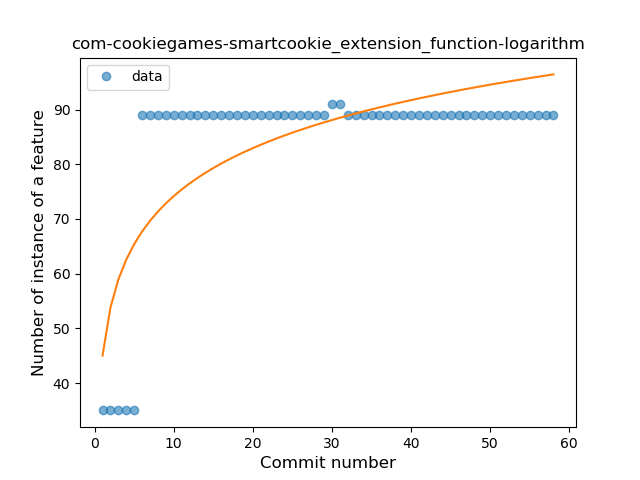 com-cookiegames-smartcookie_extension_function-logarithm
data
Number of instance of a feature
90
80
70
60
50
40
0 10 20 30 40 50 60
Commit number